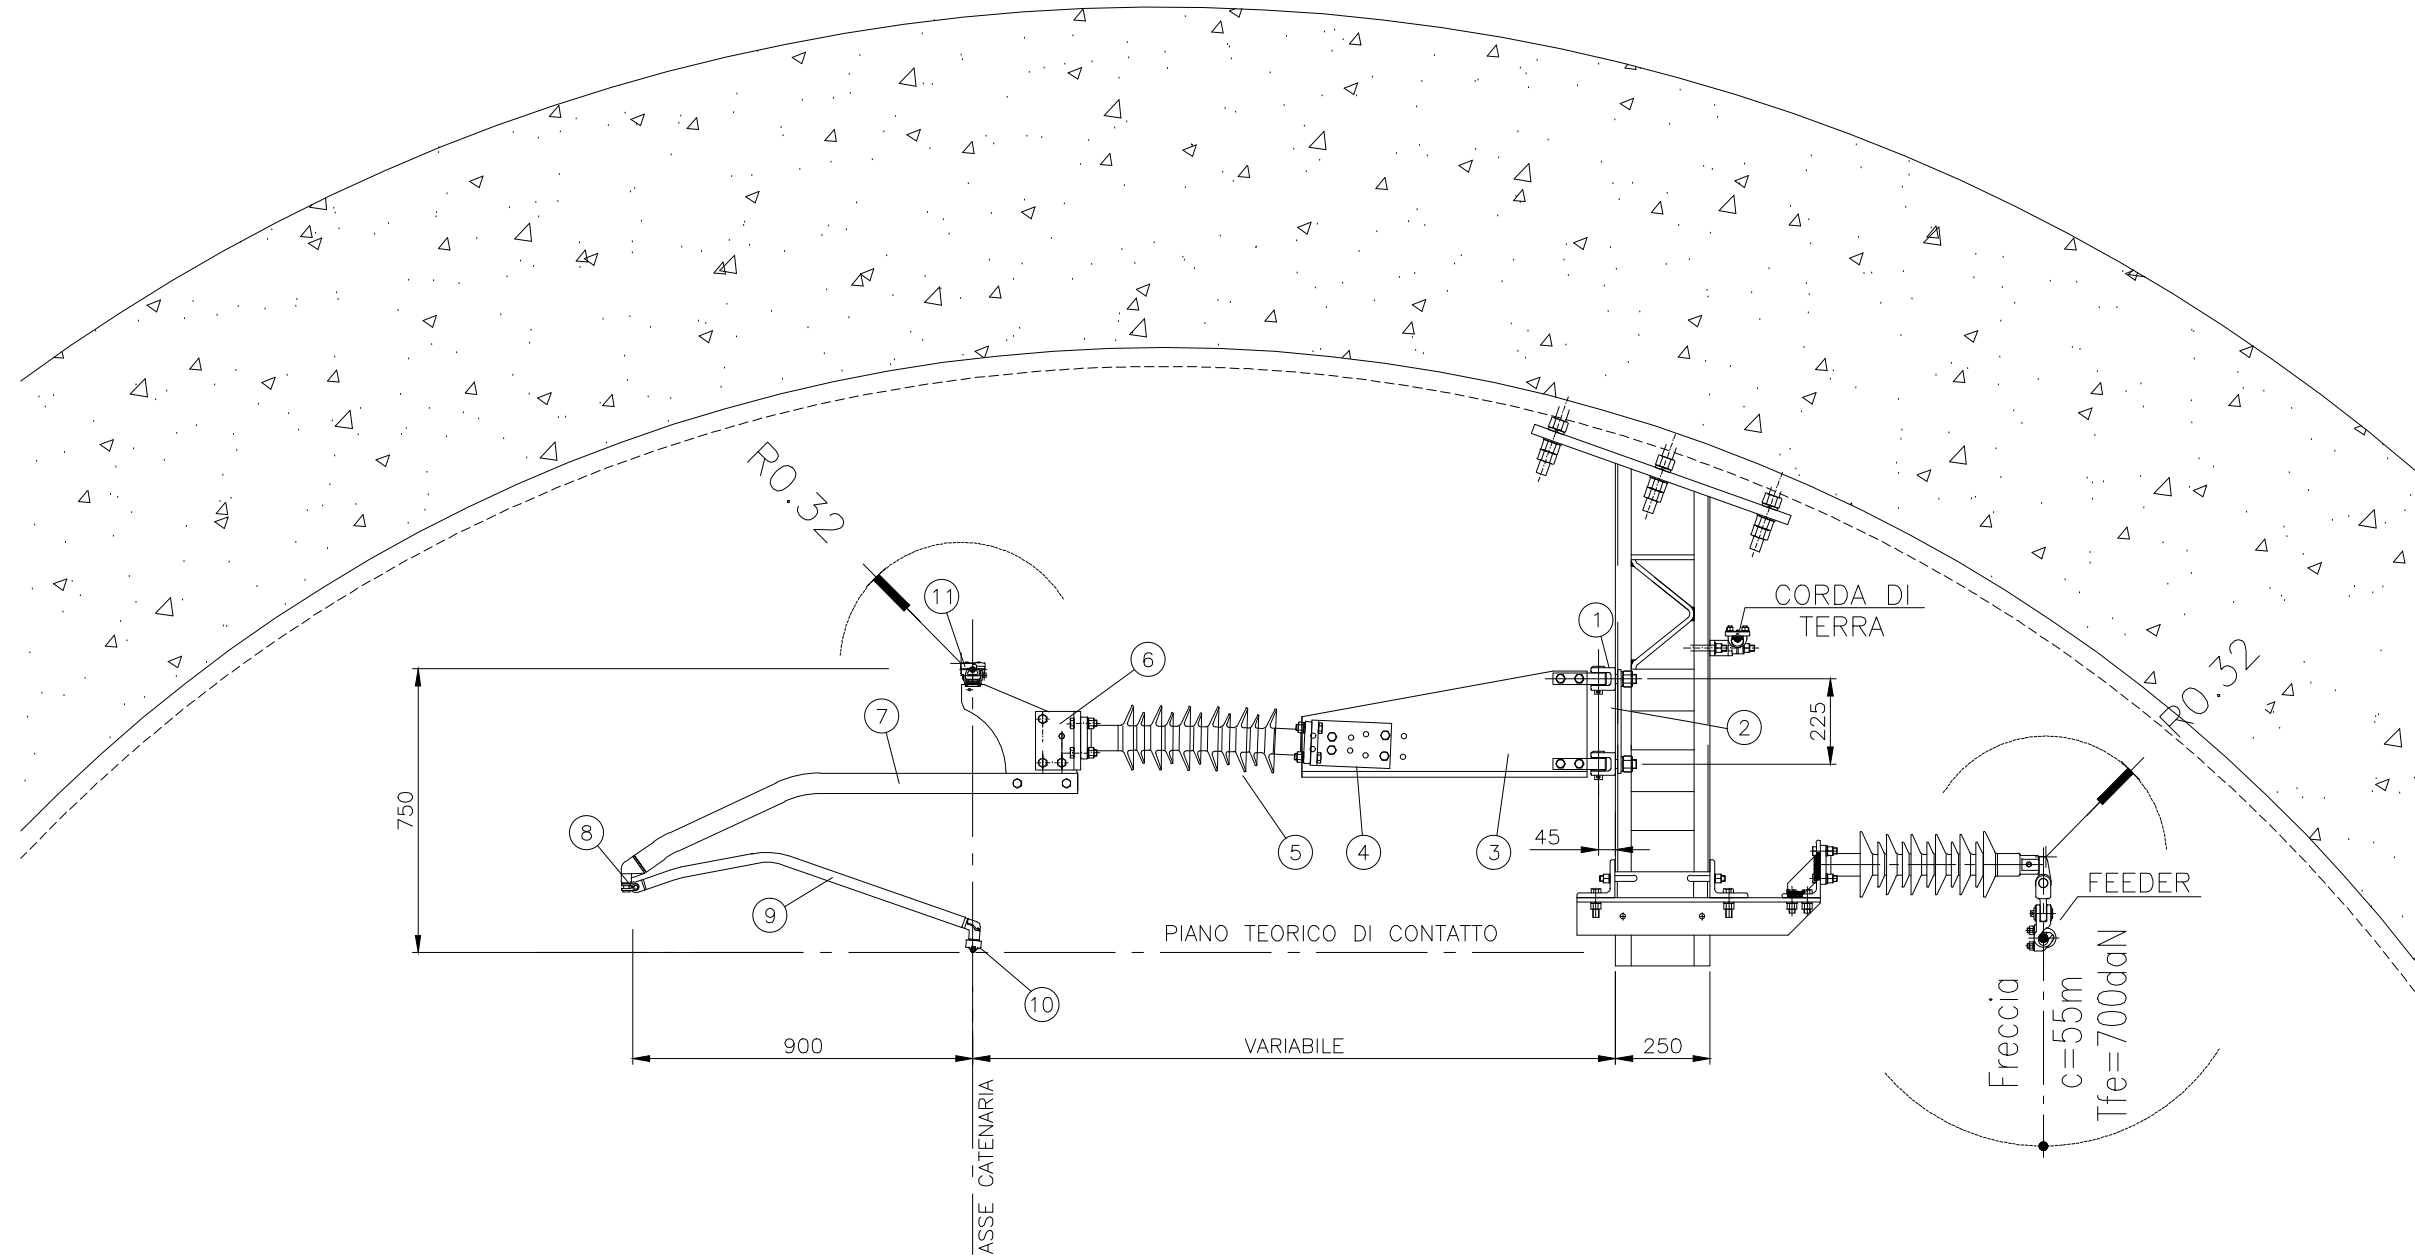 R0.32
11
CORDA DI
TERRA
1
6
R0.32
7
2
225
750
8
45
5
4
3
FEEDER
9
PIANO TEORICO DI CONTATTO
10
Freccia
c=55m
Tfe=700daN
900
VARIABILE
250
ASSE CATENARIA